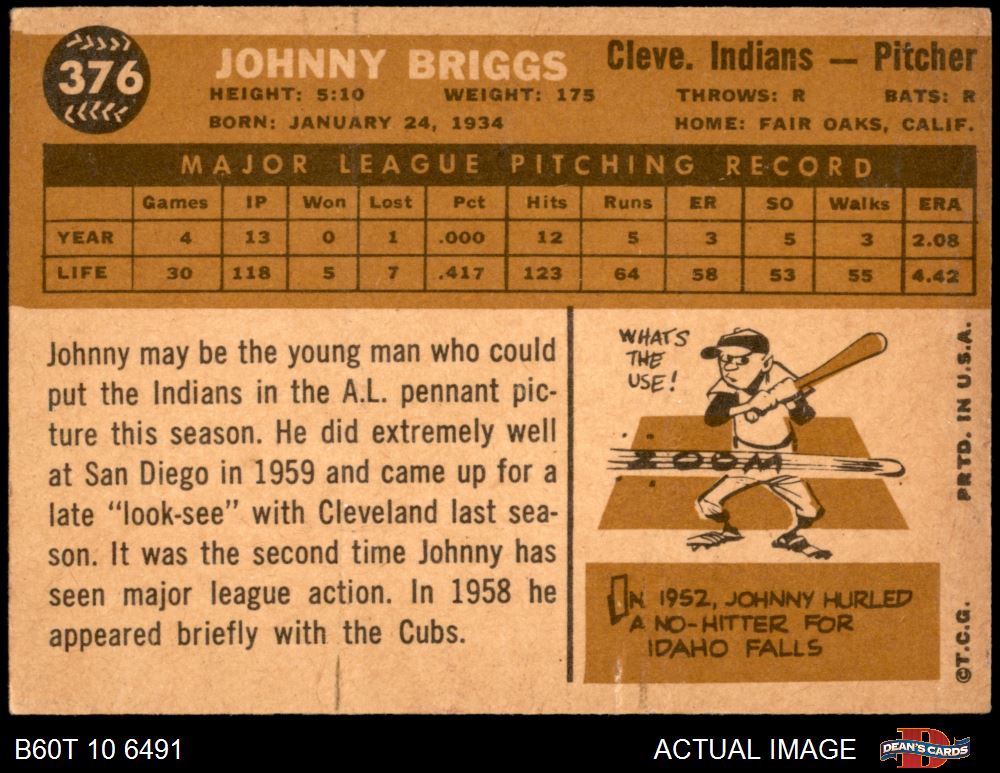 376
JOHNNY BRIGGS
Cleve. Indians — Pitcher
HEIGHT: 5:10 WEIGHT: 175 THROWS: R BATS: R
BORN: JANUARY 24, 1934 HOME: FAIR OAKS, CALIF.
MAJOR LEAGUE PITCHING RECORD
Games IP Won Lost Pct Hits Runs ER SO Walks ERA
YEAR 4 13 0 1 .000 12 5 3 5 3 2.08
LIFE 30 118 5 7 .417 123 64 58 53 55 4.42
Johnny may be the young man who could
put the Indians in the A.L. pennant pic-
ture this season. He did extremely well
at San Diego in 1959 and came up for a
late "look-see" with Cleveland last sea-
son. It was the second time Johnny has
seen major league action. In 1958 he
appeared briefly with the Cubs.
WHAT'S
THE
USE!
ZOOM
IN 1952, JOHNNY HURLED
A NO-HITTER FOR
IDAHO FALLS
©T.C.G. PRTD. IN U.S.A.
B60T 10 6491
ACTUAL IMAGE
DEAN'S CARDS